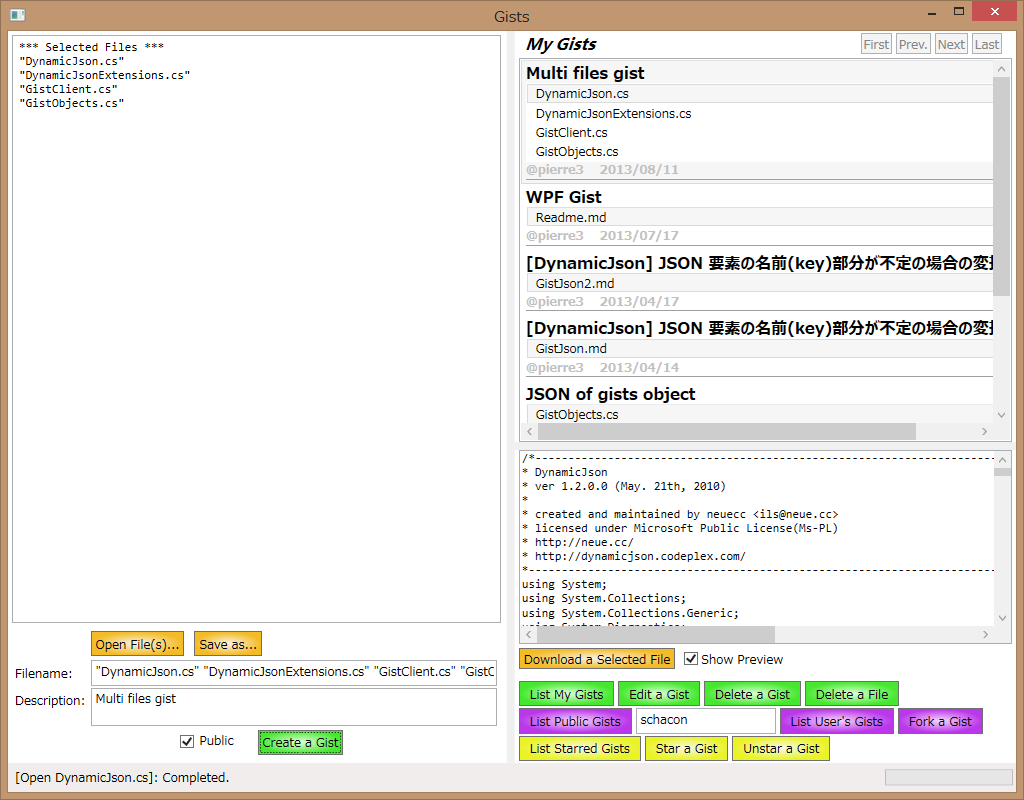 Gists
*** Selected Files ***
"DynamicJson.cs"
"DynamicJsonExtensions.cs"
"GistClient.cs"
"GistObjects.cs"
Open File(s)... Save as...
Filename: "DynamicJson.cs" "DynamicJsonExtensions.cs" "GistClient.cs" "GistC
Description: Multi files gist
Public Create a Gist
My Gists First Prev. Next Last
Multi files gist
DynamicJson.cs
DynamicJsonExtensions.cs
GistClient.cs
GistObjects.cs
@pierre3 2013/08/11
WPF Gist
Readme.md
@pierre3 2013/07/17
[DynamicJson] JSON 要素の名前(key)部分が不定の場合の変
GistJson2.md
@pierre3 2013/04/17
[DynamicJson] JSON 要素の名前(key)部分が不定の場合の変
GistJson.md
@pierre3 2013/04/14
JSON of gists object
GistObjects.cs
/*--------------------------------------------------------------------------
* DynamicJson
* ver 1.2.0.0 (May. 21th, 2010)
*
* created and maintained by neuecc <ils@neue.cc>
* licensed under Microsoft Public License(Ms-PL)
* http://neue.cc/
* http://dynamicjson.codeplex.com/
*--------------------------------------------------------------------------
using System;
using System.Collections;
using System.Collections.Generic;
using System.Diagnostics;
Download a Selected File Show Preview
List My Gists Edit a Gist Delete a Gist Delete a File
List Public Gists schacon List User's Gists Fork a Gist
List Starred Gists Star a Gist Unstar a Gist
[Open DynamicJson.cs]: Completed.